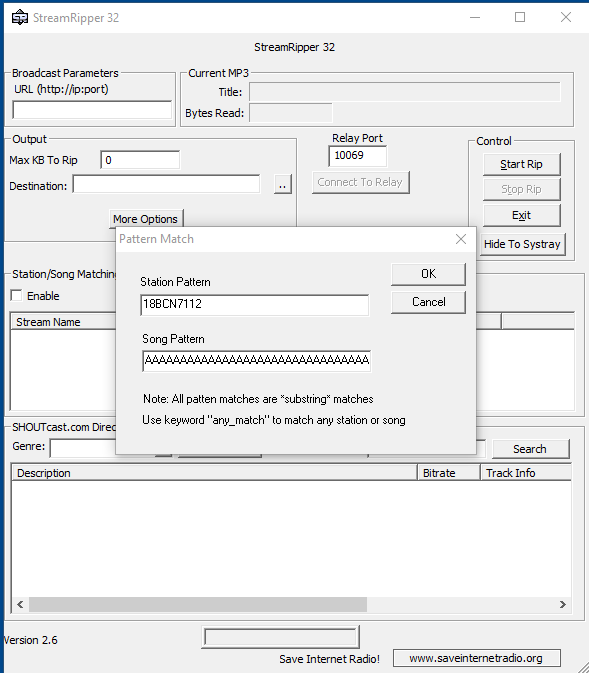 StreamRipper 32
StreamRipper 32
Broadcast Parameters
URL (http://ip:port)
Current MP3
Title:
Bytes Read:
Output
Max KB To Rip
0
Destination:
..
More Options
Relay Port
10069
Connect To Relay
Control
Start Rip
Stop Rip
Exit
Hide To Systray
Pattern Match
Station Pattern
18BCN7112
OK
Cancel
Song Pattern
AAAAAAAAAAAAAAAAAAAAAAAAAAAAAAAA
Note: All patten matches are *substring* matches
Use keyword "any_match" to match any station or song
Station/Song Matching
Enable
Stream Name
SHOUTcast.com Direc
Genre:
Search
Description
Bitrate
Track Info
Version 2.6
Save Internet Radio!
www.saveinternetradio.org